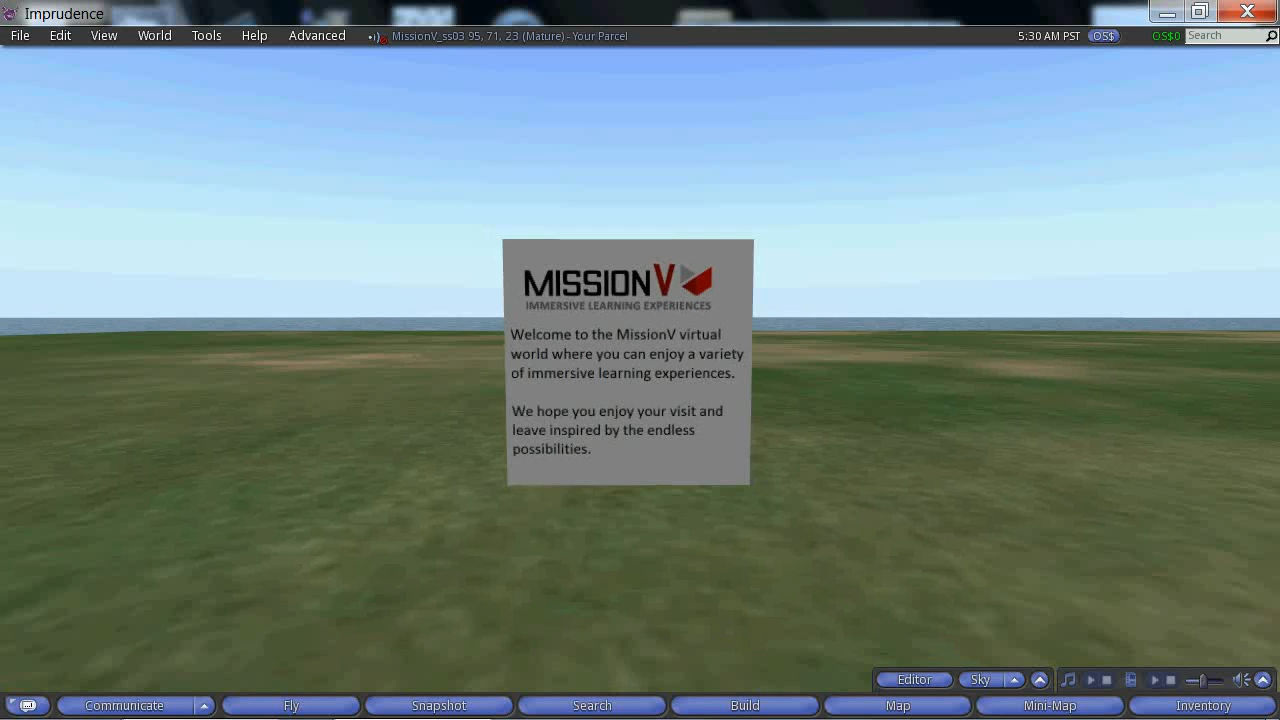 Imprudence
File Edit View World Tools Help Advanced MissionV_ss03 95, 71, 23 (Mature) - Your Parcel 5:30 AM PST OS$ OS$0 Search
MISSIONV
IMMERSIVE LEARNING EXPERIENCES
Welcome to the MissionV virtual
world where you can enjoy a variety
of immersive learning experiences.
We hope you enjoy your visit and
leave inspired by the endless
possibilities.
Editor Sky
Communicate Fly Snapshot Search Build Map Mini-Map Inventory